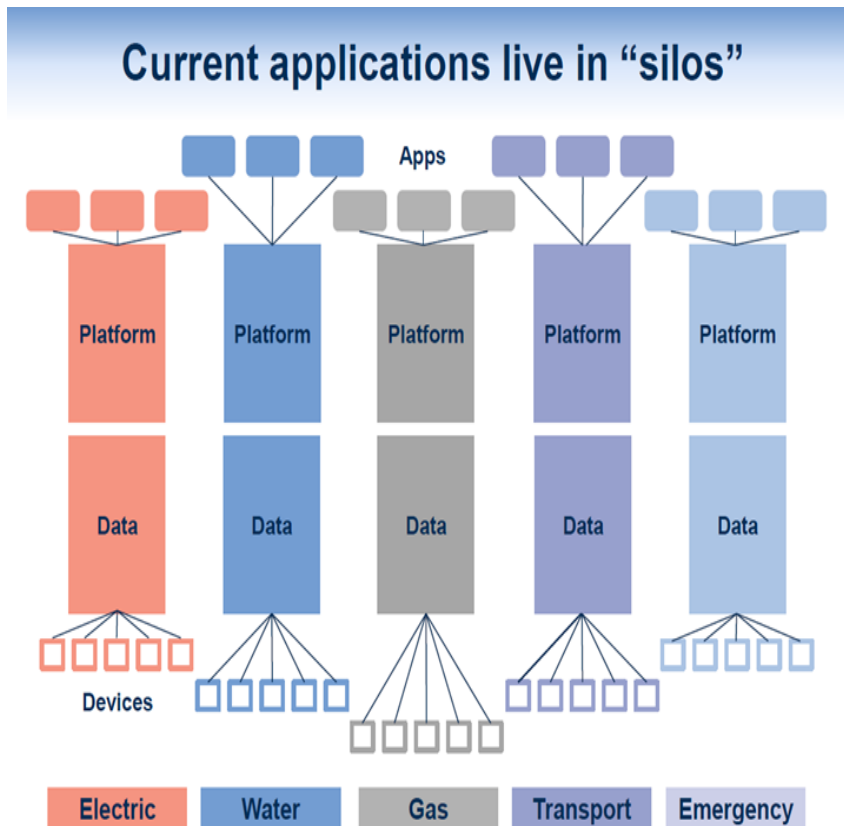 Current applications live in “silos”
Apps
Platform Platform Platform Platform Platform
Data Data Data Data Data
Devices
Electric Water Gas Transport Emergency